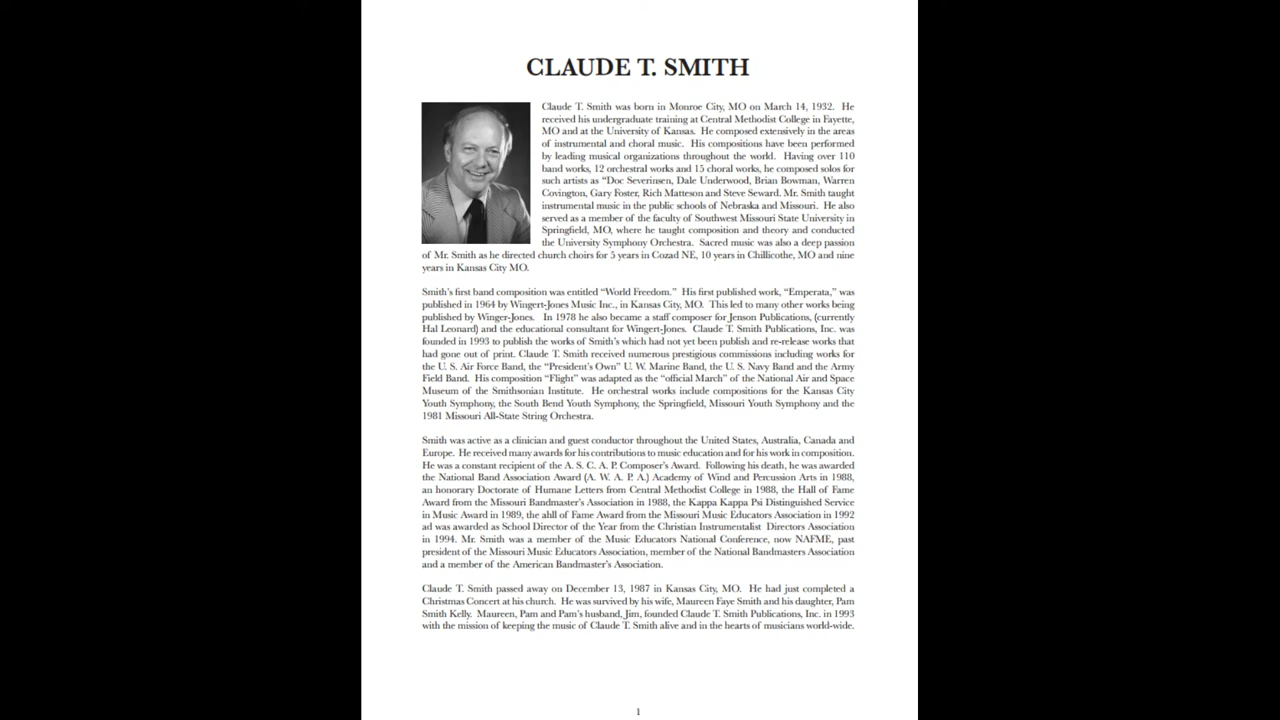 CLAUDE T. SMITH
Claude T. Smith was born in Monroe City, MO on March 14, 1932. He
received his undergraduate training at Central Methodist College in Fayette,
MO and at the University of Kansas. He composed extensively in the areas
of instrumental and choral music. His compositions have been performed
by leading musical organizations throughout the world. Having over 110
band works, 12 orchestral works and 15 choral works, he composed solos for
such artists as “Doc Severinsen, Dale Underwood, Brian Bowman, Warren
Covington, Gary Foster, Rich Matteson and Steve Seward. Mr. Smith taught
instrumental music in the public schools of Nebraska and Missouri. He also
served as a member of the faculty of Southwest Missouri State University in
Springfield, MO, where he taught composition and theory and conducted
the University Symphony Orchestra. Sacred music was also a deep passion
of Mr. Smith as he directed church choirs for 5 years in Cozad NE, 10 years in Chillicothe, MO and nine
years in Kansas City MO.
Smith’s first band composition was entitled “World Freedom.” His first published work, “Emperata,” was
published in 1964 by Wingert-Jones Music Inc., in Kansas City, MO. This led to many other works being
published by Winger-Jones. In 1978 he also became a staff composer for Jenson Publications, (currently
Hal Leonard) and the educational consultant for Wingert-Jones. Claude T. Smith Publications, Inc. was
founded in 1993 to publish the works of Smith’s which had not yet been publish and re-release works that
had gone out of print. Claude T. Smith received numerous prestigious commissions including works for
the U. S. Air Force Band, the “President’s Own” U. W. Marine Band, the U. S. Navy Band and the Army
Field Band. His composition “Flight” was adapted as the “official March” of the National Air and Space
Museum of the Smithsonian Institute. He orchestral works include compositions for the Kansas City
Youth Symphony, the South Bend Youth Symphony, the Springfield, Missouri Youth Symphony and the
1981 Missouri All-State String Orchestra.
Smith was active as a clinician and guest conductor throughout the United States, Australia, Canada and
Europe. He received many awards for his contributions to music education and for his work in composition.
He was a constant recipient of the A. S. C. A. P. Composer’s Award. Following his death, he was awarded
the National Band Association Award (A. W. A. P. A.) Academy of Wind and Percussion Arts in 1988,
an honorary Doctorate of Humane Letters from Central Methodist College in 1988, the Hall of Fame
Award from the Missouri Bandmaster’s Association in 1988, the Kappa Kappa Psi Distinguished Service
in Music Award in 1989, the ahll of Fame Award from the Missouri Music Educators Association in 1992
ad was awarded as School Director of the Year from the Christian Instrumentalist Directors Association
in 1994. Mr. Smith was a member of the Music Educators National Conference, now NAFME, past
president of the Missouri Music Educators Association, member of the National Bandmasters Association
and a member of the American Bandmaster’s Association.
Claude T. Smith passed away on December 13, 1987 in Kansas City, MO. He had just completed a
Christmas Concert at his church. He was survived by his wife, Maureen Faye Smith and his daughter, Pam
Smith Kelly. Maureen, Pam and Pam’s husband, Jim, founded Claude T. Smith Publications, Inc. in 1993
with the mission of keeping the music of Claude T. Smith alive and in the hearts of musicians world-wide.
1